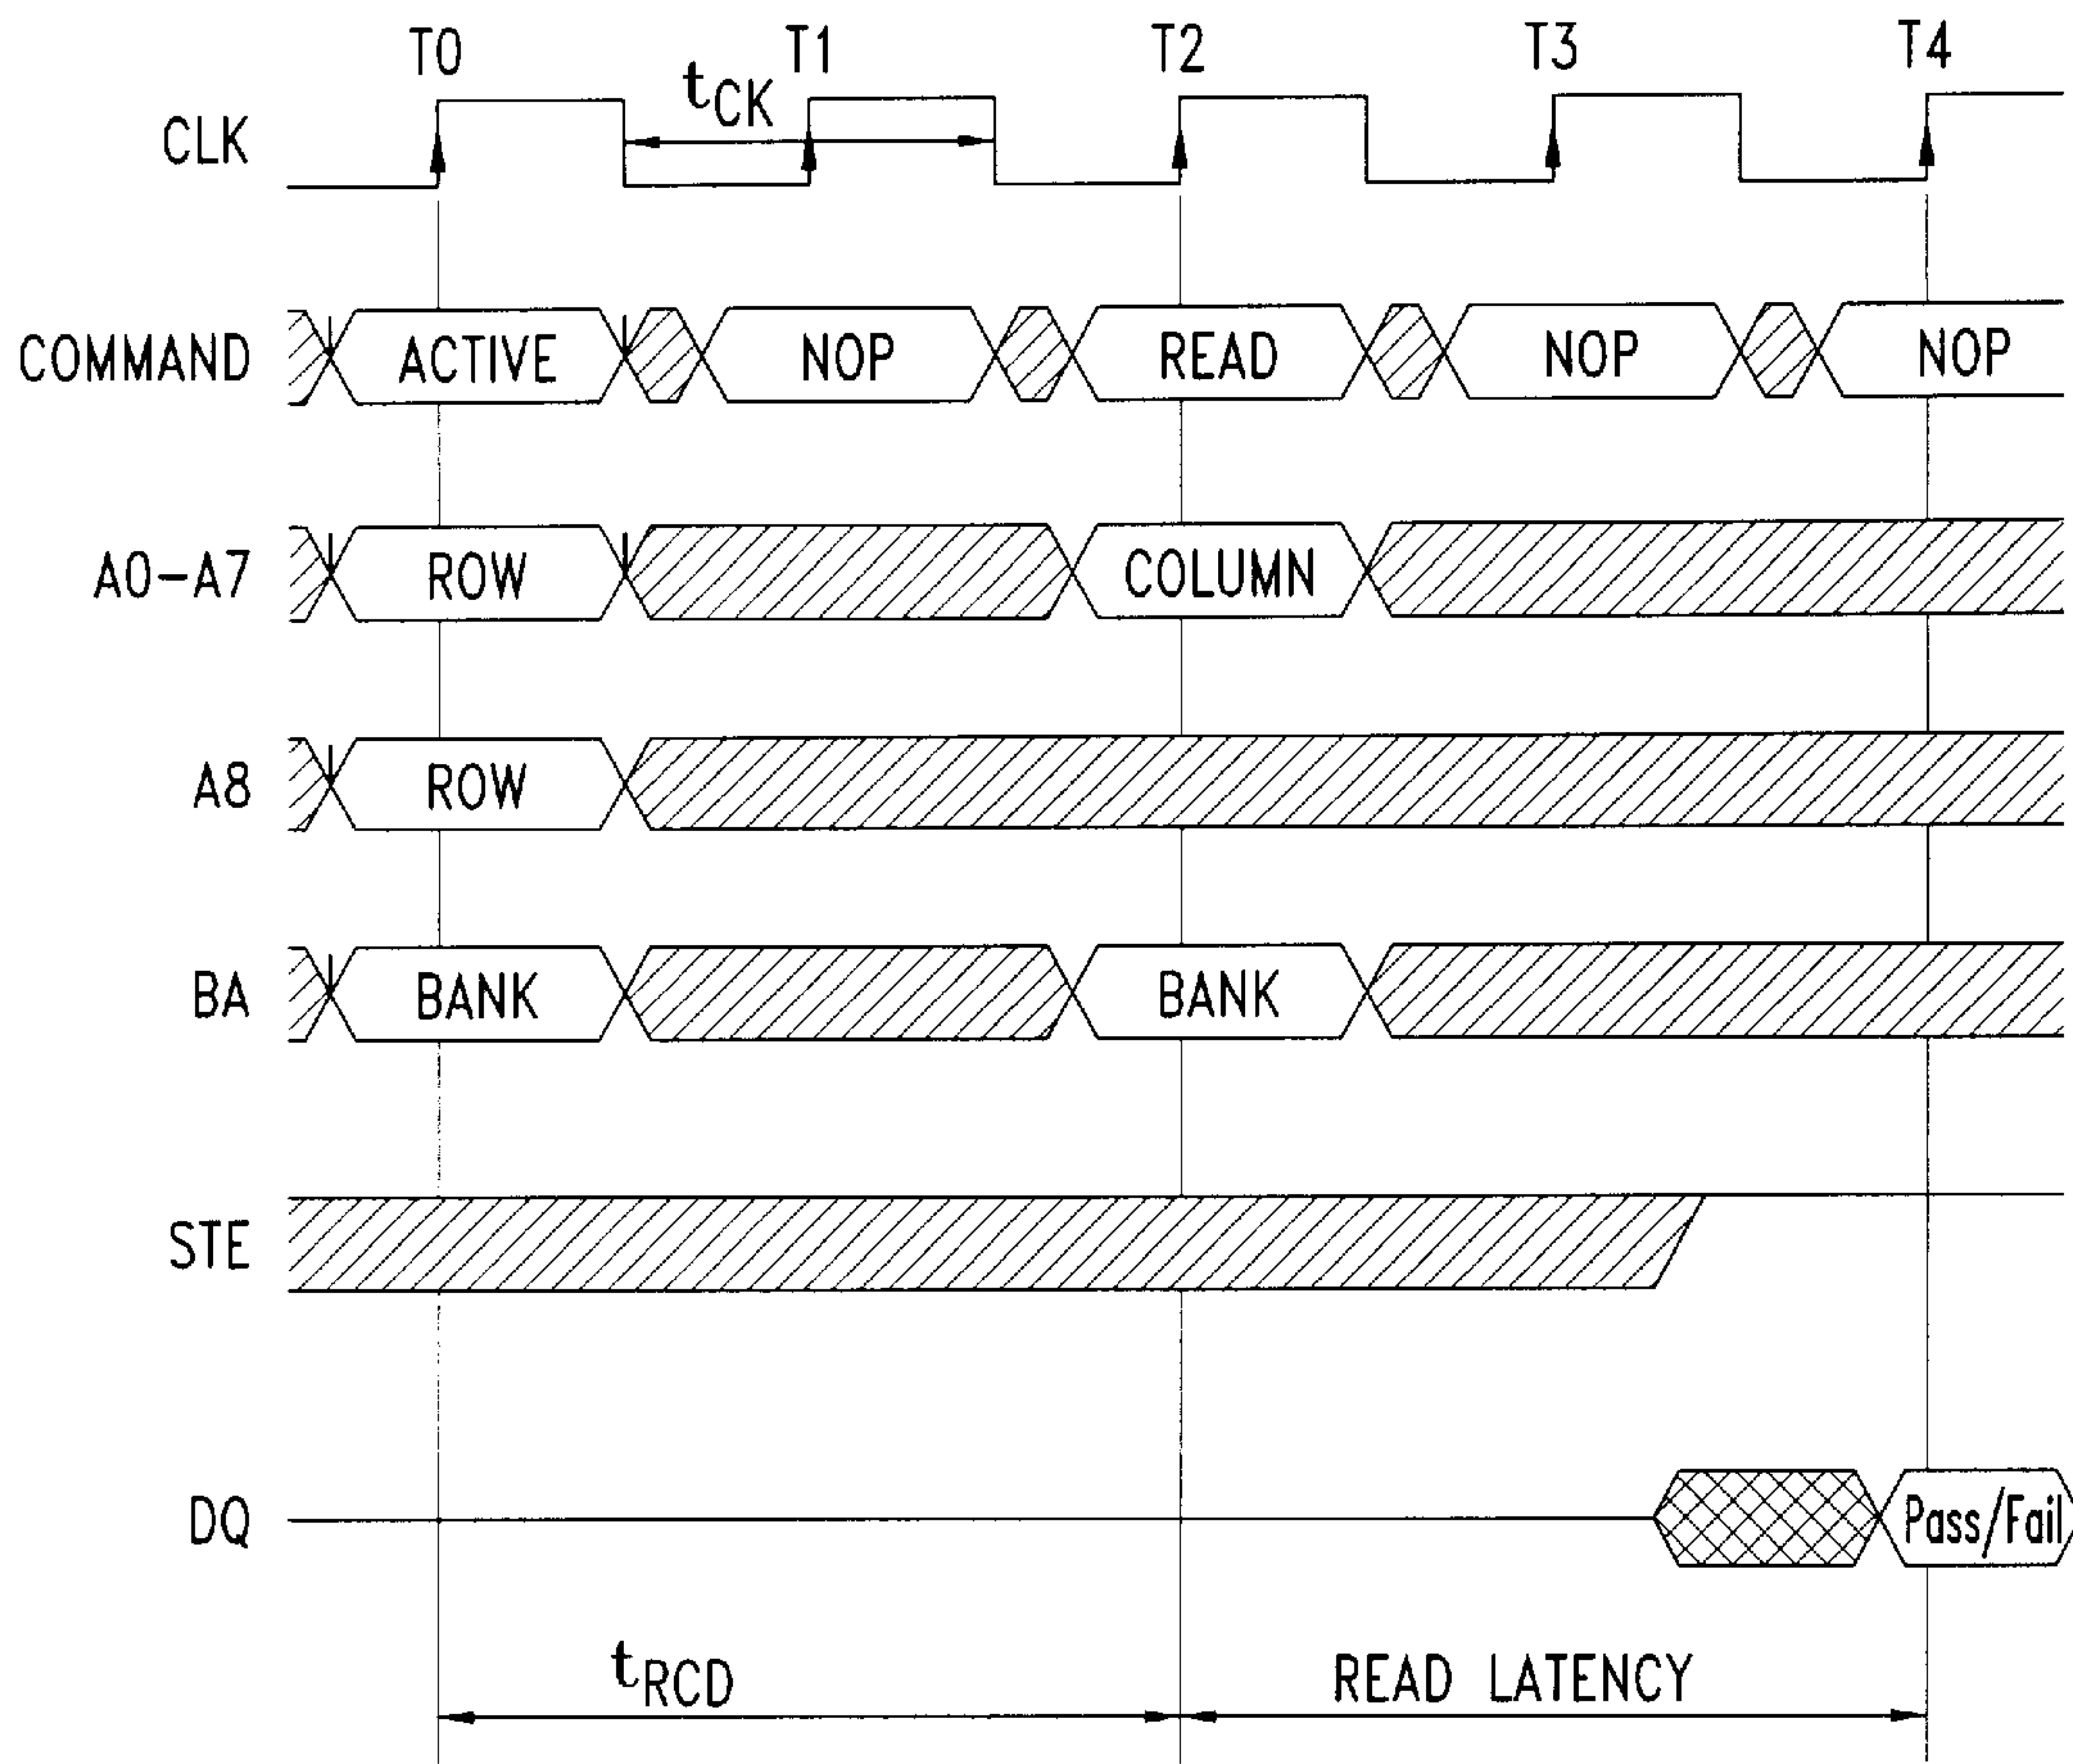 T0 T1 T2 T3 T4
tCK
CLK
COMMAND ACTIVE NOP READ NOP NOP
A0-A7 ROW COLUMN
A8 ROW
BA BANK BANK
STE
DQ Pass/Fail
tRCD READ LATENCY